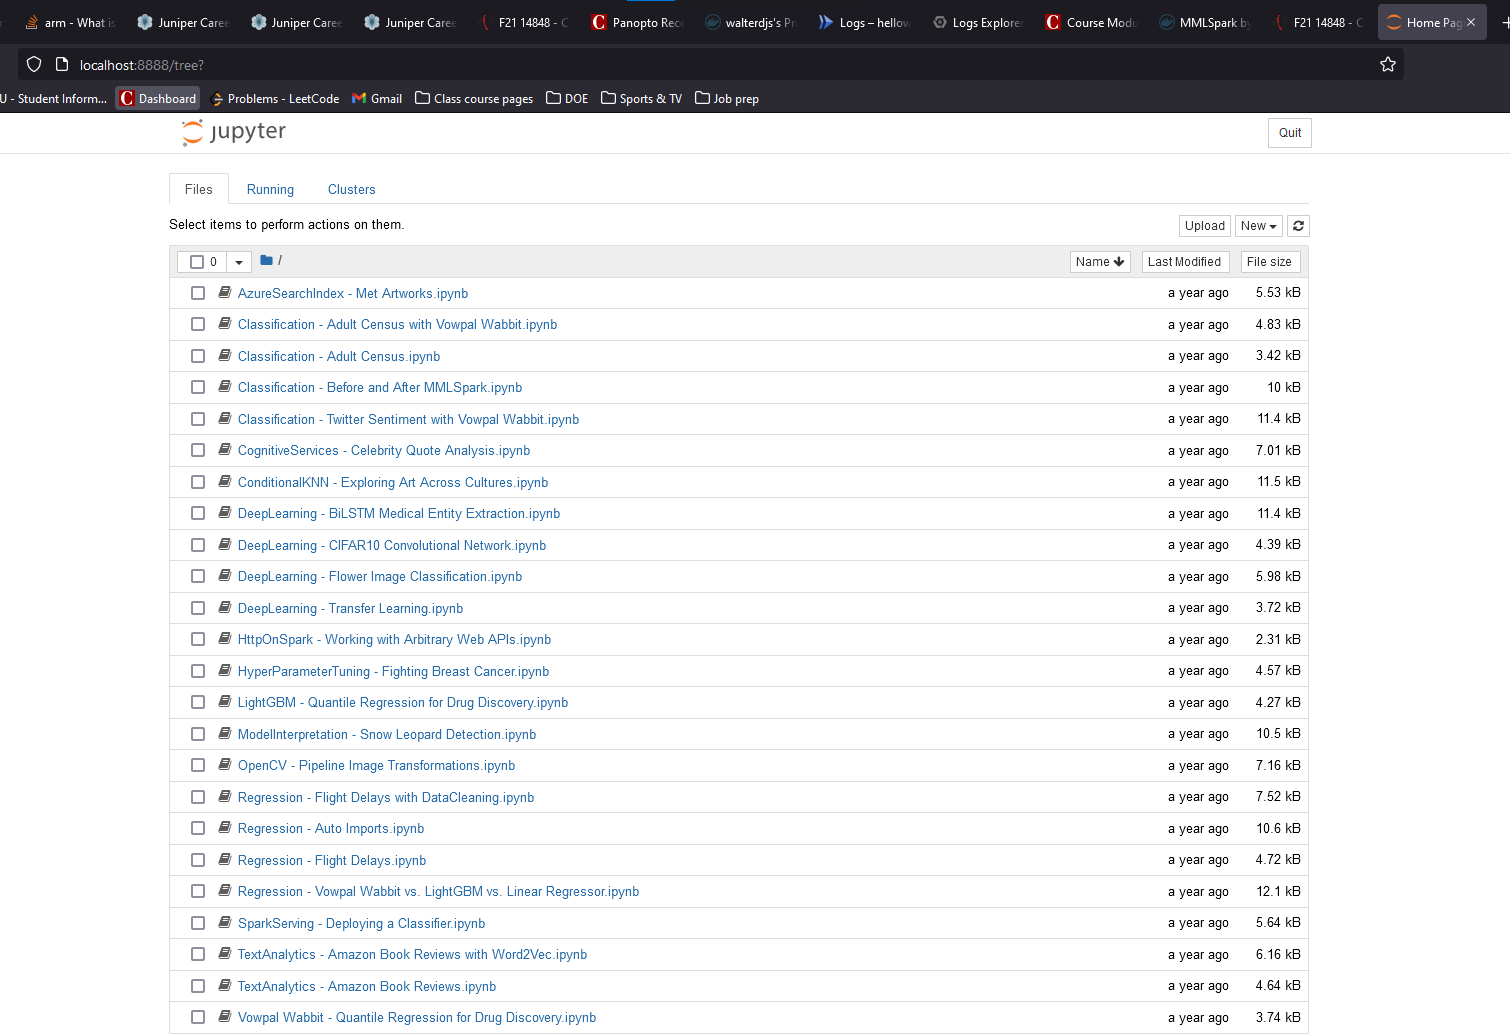 arm - What is
Juniper Caree
Juniper Caree
Juniper Caree
F21 14848 - C
Panopto Rec
walterdjs's Pr
Logs – hellow
Logs Explorer
Course Modu
MMLSpark by
F21 14848 - C
Home Pag
localhost:8888/tree?
U - Student Inform...
Dashboard
Problems - LeetCode
Gmail
Class course pages
DOE
Sports & TV
Job prep
jupyter
Quit
Files Running Clusters
Select items to perform actions on them.
Upload New
0 / Name Last Modified File size
AzureSearchIndex - Met Artworks.ipynb a year ago 5.53 kB
Classification - Adult Census with Vowpal Wabbit.ipynb a year ago 4.83 kB
Classification - Adult Census.ipynb a year ago 3.42 kB
Classification - Before and After MMLSpark.ipynb a year ago 10 kB
Classification - Twitter Sentiment with Vowpal Wabbit.ipynb a year ago 11.4 kB
CognitiveServices - Celebrity Quote Analysis.ipynb a year ago 7.01 kB
ConditionalKNN - Exploring Art Across Cultures.ipynb a year ago 11.5 kB
DeepLearning - BiLSTM Medical Entity Extraction.ipynb a year ago 11.4 kB
DeepLearning - CIFAR10 Convolutional Network.ipynb a year ago 4.39 kB
DeepLearning - Flower Image Classification.ipynb a year ago 5.98 kB
DeepLearning - Transfer Learning.ipynb a year ago 3.72 kB
HttpOnSpark - Working with Arbitrary Web APIs.ipynb a year ago 2.31 kB
HyperParameterTuning - Fighting Breast Cancer.ipynb a year ago 4.57 kB
LightGBM - Quantile Regression for Drug Discovery.ipynb a year ago 4.27 kB
ModelInterpretation - Snow Leopard Detection.ipynb a year ago 10.5 kB
OpenCV - Pipeline Image Transformations.ipynb a year ago 7.16 kB
Regression - Flight Delays with DataCleaning.ipynb a year ago 7.52 kB
Regression - Auto Imports.ipynb a year ago 10.6 kB
Regression - Flight Delays.ipynb a year ago 4.72 kB
Regression - Vowpal Wabbit vs. LightGBM vs. Linear Regressor.ipynb a year ago 12.1 kB
SparkServing - Deploying a Classifier.ipynb a year ago 5.64 kB
TextAnalytics - Amazon Book Reviews with Word2Vec.ipynb a year ago 6.16 kB
TextAnalytics - Amazon Book Reviews.ipynb a year ago 4.64 kB
Vowpal Wabbit - Quantile Regression for Drug Discovery.ipynb a year ago 3.74 kB